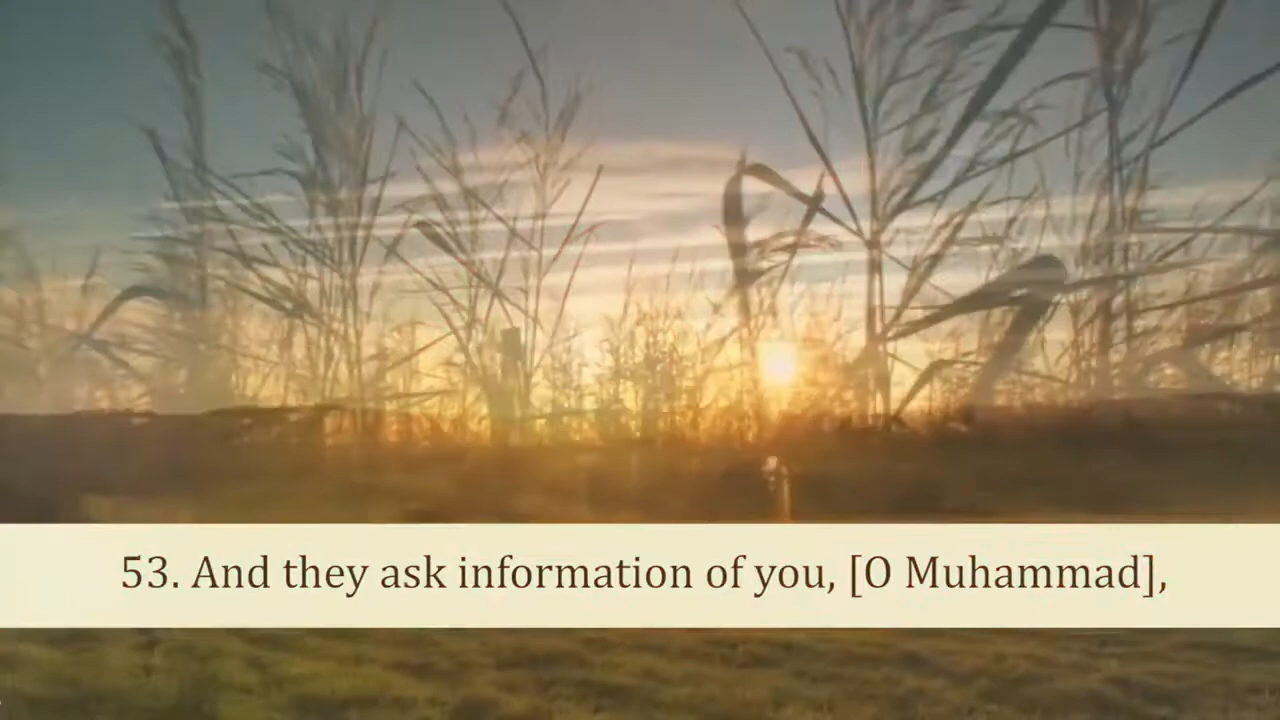 53. And they ask information of you, [O Muhammad],